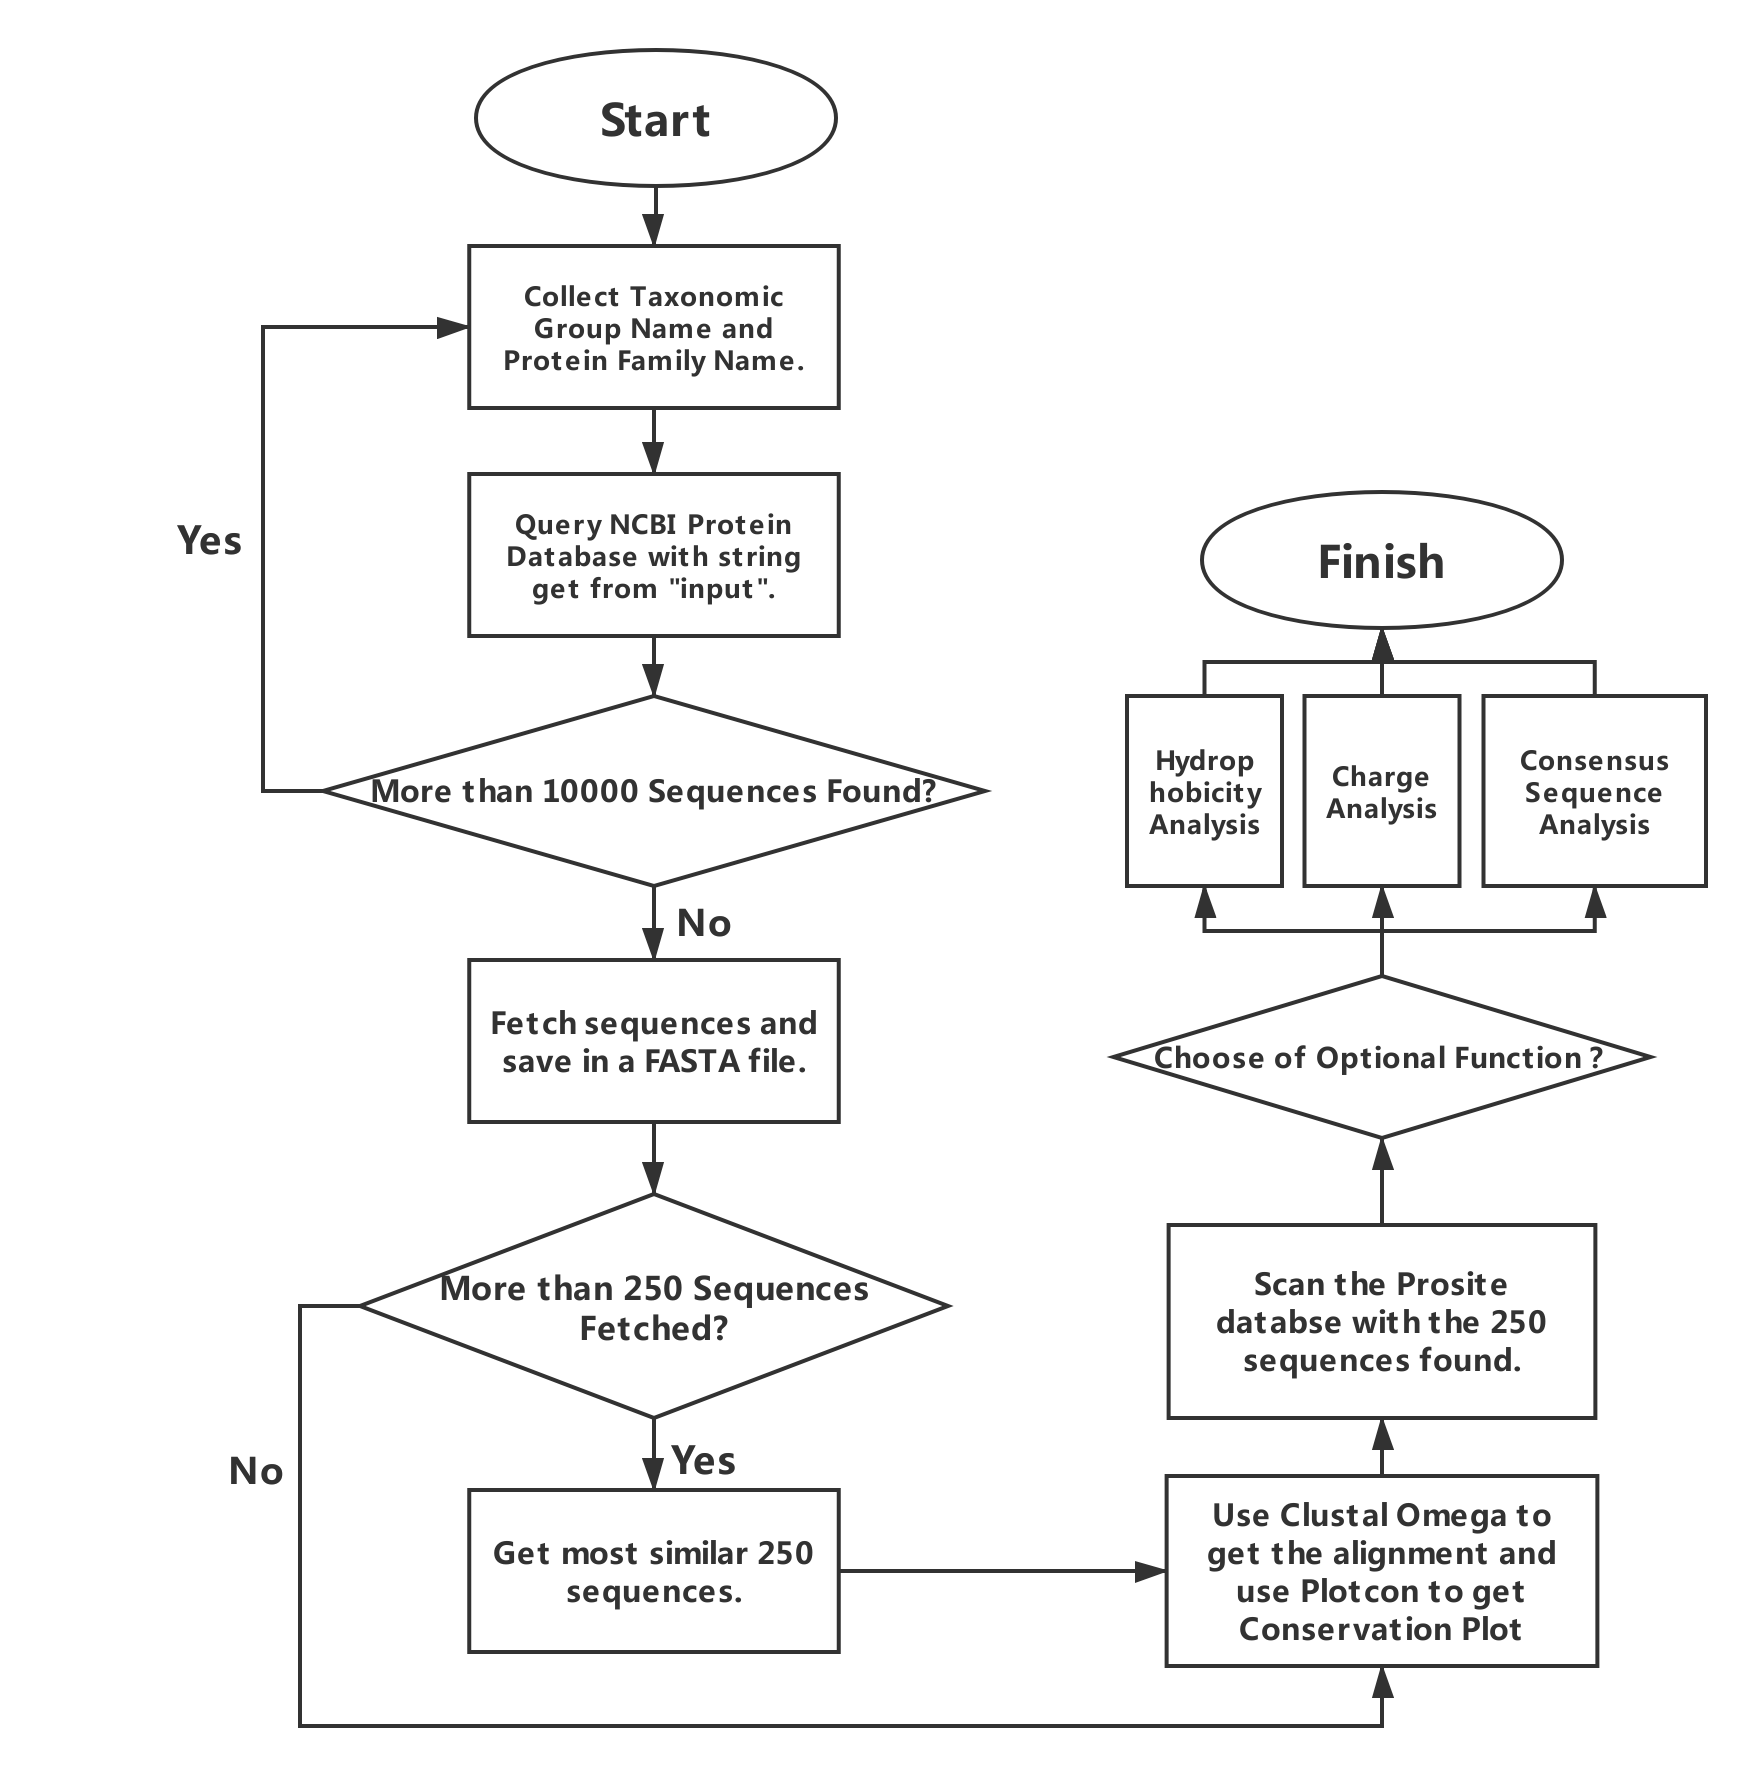 Start
Collect Taxonomic
Group Name and
Protein Family Name.
Yes
Query NCBI Protein
Database with string
get from "input".
More than 10000 Sequences Found?
No
Fetch sequences and
save in a FASTA file.
More than 250 Sequences
Fetched?
No
Yes
Get most similar 250
sequences.
Use Clustal Omega to
get the alignment and
use Plotcon to get
Conservation Plot
Scan the Prosite
databse with the 250
sequences found.
Choose of Optional Function ?
Hydrop
hobicity
Analysis
Charge
Analysis
Consensus
Sequence
Analysis
Finish